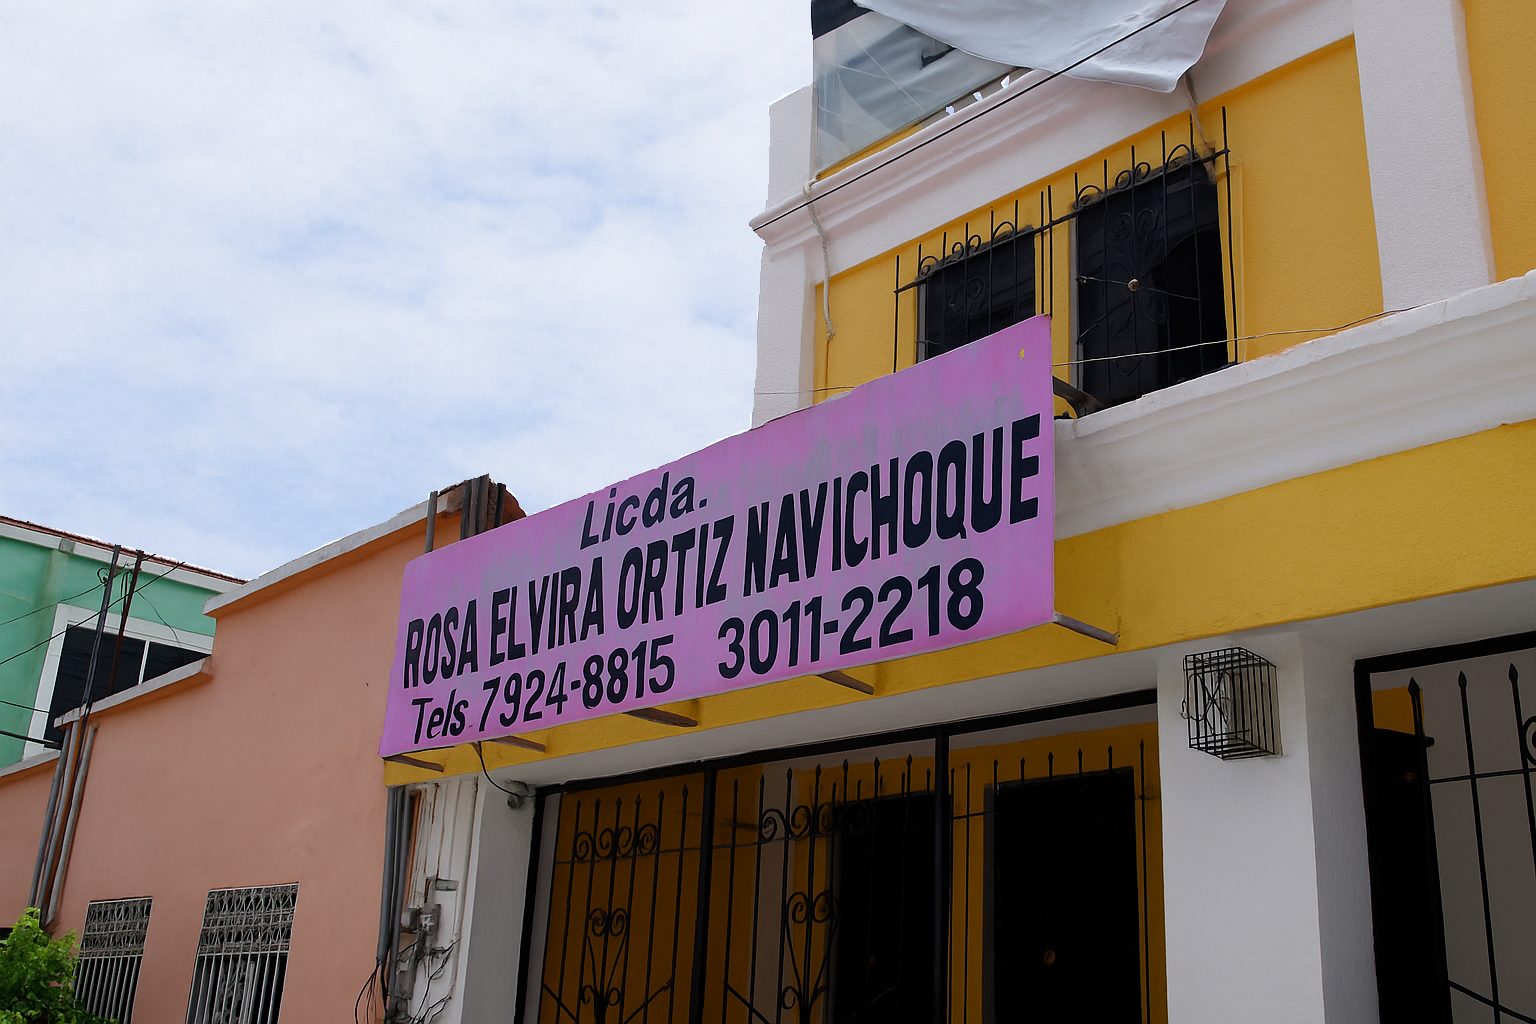 Licda.
ROSA ELVIRA ORTIZ NAVICHOQUE
Tels. 7924-8815 3011-2218